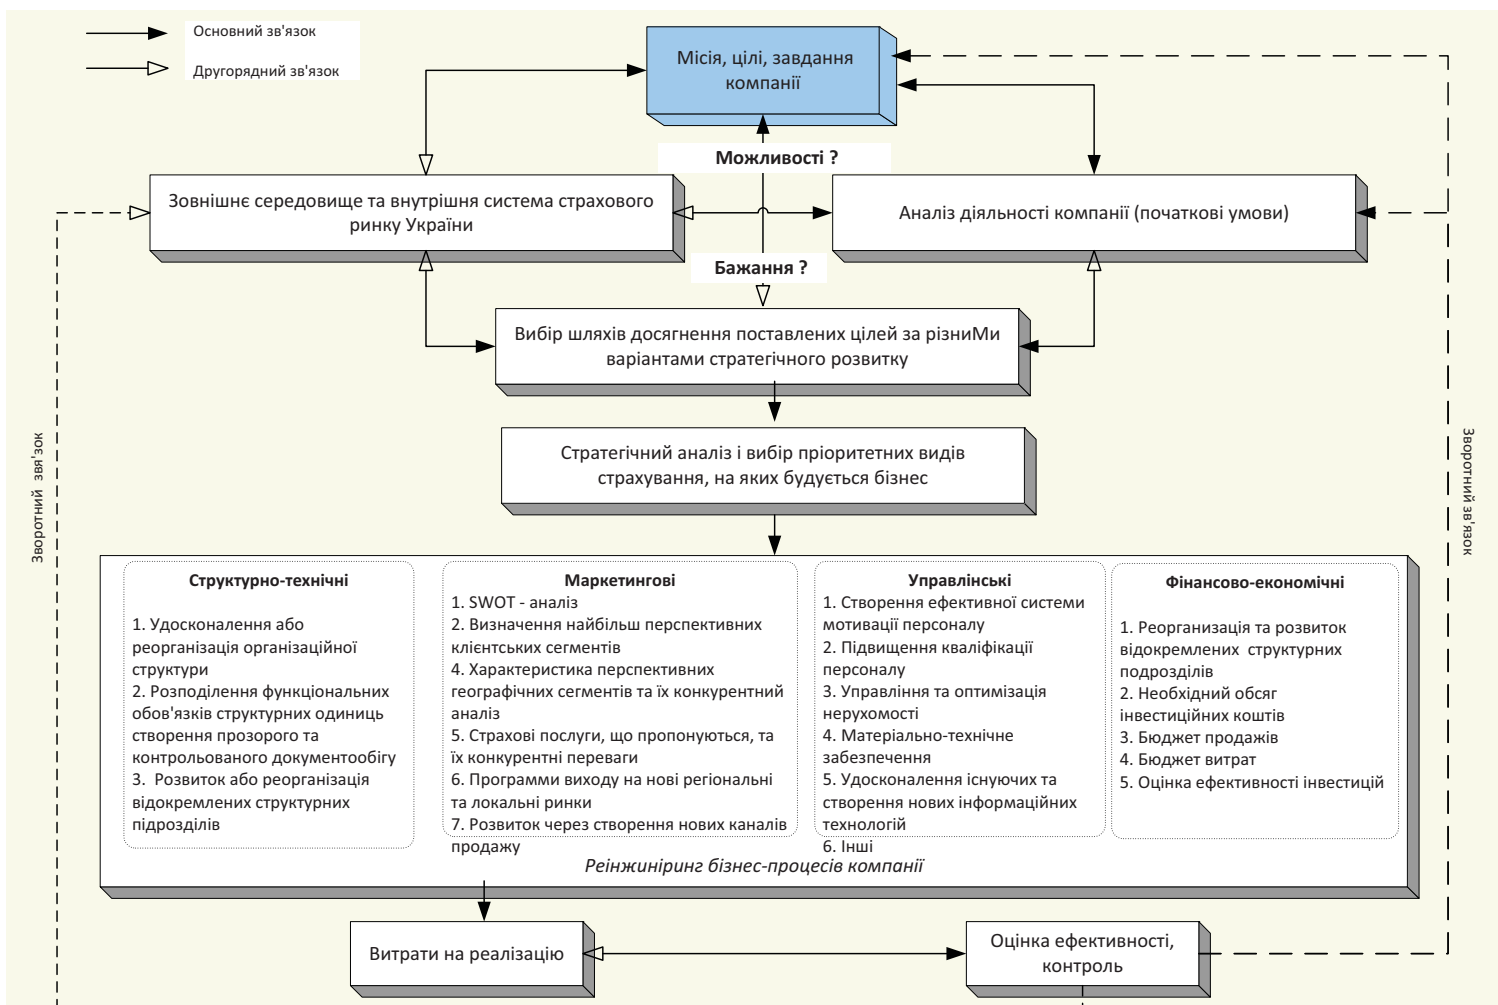 Основний зв'язок
Другорядний зв'язок
Місія, цілі, завдання
компанії
Можливості ?
Зовнішнє середовище та внутрішня система страхового
ринку України
Аналіз діяльності компанії (початкові умови)
Бажання ?
Вибір шляхів досягнення поставлених цілей за різниМи
варіантами стратегічного розвитку
Стратегічний аналіз і вибір пріоритетних видів
страхування, на яких будується бізнес
Зворотний звя'зок
Зворотний зв'язок
Структурно-технічні
1. Удосконалення або
реорганізація організаційної
структури
2. Розподілення функціональних
обов'язків структурних одиниць
створення прозорого та
контрольованого документообігу
3. Розвиток або реорганізація
відокремлених структурних
підрозділів
Маркетингові
1. SWOT - аналіз
2. Визначення найбільш перспективних
клієнтських сегментів
4. Характеристика перспективних
географічних сегментів та їх конкурентний
аналіз
5. Страхові послуги, що пропонуються, та
їх конкурентні переваги
6. Программи виходу на нові регіональні
та локальні ринки
7. Розвиток через створення нових каналів
продажу
Управлінські
1. Створення ефективної системи
мотивації персоналу
2. Підвищення кваліфікації
персоналу
3. Управління та оптимізація
нерухомості
4. Матеріально-технічне
забезпечення
5. Удосконалення існуючих та
створення нових інформаційних
технологій
6. Інші
Фінансово-економічні
1. Реорганизація та розвиток
відокремлених структурних
подрозділів
2. Необхідний обсяг
інвестиційних коштів
3. Бюджет продажів
4. Бюджет витрат
5. Оцінка ефективності інвестицій
Реінжиніринг бізнес-процесів компанії
Витрати на реалізацію
Оцінка ефективності,
контроль